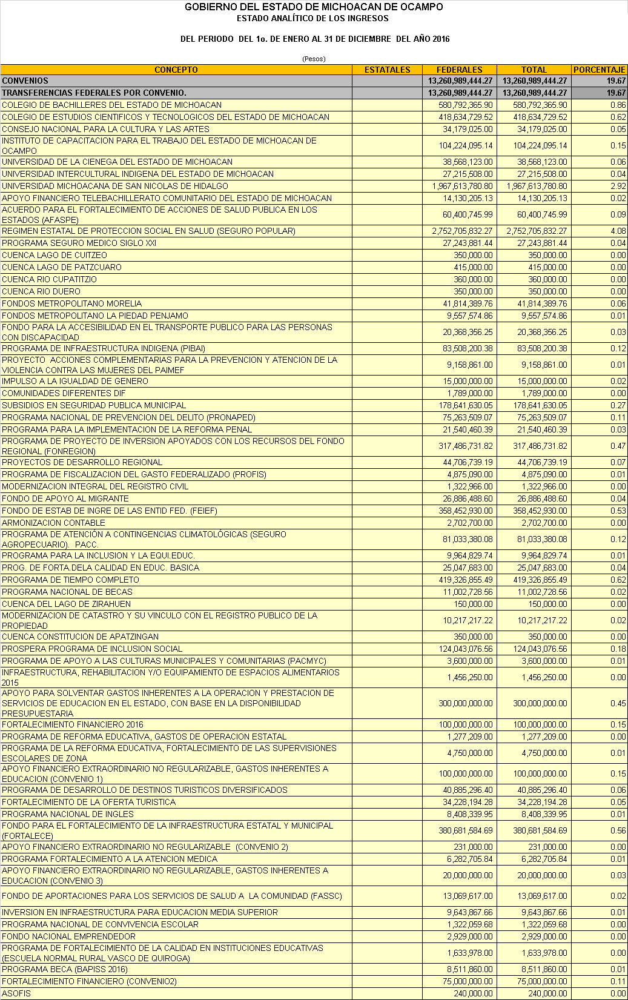 GOBIERNO DEL ESTADO DE MICHOACAN DE OCAMPO
ESTADO ANALÍTICO DE LOS INGRESOS
DEL PERIODO DEL 1o. DE ENERO AL 31 DE DICIEMBRE DEL AÑO 2016
(Pesos)
CONCEPTO ESTATALES FEDERALES TOTAL PORCENTAJE
CONVENIOS 13,260,989,444.27 13,260,989,444.27 19.67
TRANSFERENCIAS FEDERALES POR CONVENIO. 13,260,989,444.27 13,260,989,444.27 19.67
COLEGIO DE BACHILLERES DEL ESTADO DE MICHOACAN 580,792,365.90 580,792,365.90 0.86
COLEGIO DE ESTUDIOS CIENTIFICOS Y TECNOLOGICOS DEL ESTADO DE MICHOACAN 418,634,729.52 418,634,729.52 0.62
CONSEJO NACIONAL PARA LA CULTURA Y LAS ARTES 34,179,025.00 34,179,025.00 0.05
INSTITUTO DE CAPACITACION PARA EL TRABAJO DEL ESTADO DE MICHOACAN DE
OCAMPO 104,224,095.14 104,224,095.14 0.15
UNIVERSIDAD DE LA CIENEGA DEL ESTADO DE MICHOACAN 38,568,123.00 38,568,123.00 0.06
UNIVERSIDAD INTERCULTURAL INDIGENA DEL ESTADO DE MICHOACAN 27,215,508.00 27,215,508.00 0.04
UNIVERSIDAD MICHOACANA DE SAN NICOLAS DE HIDALGO 1,967,613,780.80 1,967,613,780.80 2.92
APOYO FINANCIERO TELEBACHILLERATO COMUNITARIO DEL ESTADO DE MICHOACAN 14,130,205.13 14,130,205.13 0.02
ACUERDO PARA EL FORTALECIMIENTO DE ACCIONES DE SALUD PUBLICA EN LOS
ESTADOS (AFASPE) 60,400,745.99 60,400,745.99 0.09
REGIMEN ESTATAL DE PROTECCION SOCIAL EN SALUD (SEGURO POPULAR) 2,752,705,832.27 2,752,705,832.27 4.08
PROGRAMA SEGURO MEDICO SIGLO XXI 27,243,881.44 27,243,881.44 0.04
CUENCA LAGO DE CUITZEO 350,000.00 350,000.00 0.00
CUENCA LAGO DE PATZCUARO 415,000.00 415,000.00 0.00
CUENCA RIO CUPATITZIO 360,000.00 360,000.00 0.00
CUENCA RIO DUERO 350,000.00 350,000.00 0.00
FONDOS METROPOLITANO MORELIA 41,814,389.76 41,814,389.76 0.06
FONDOS METROPOLITANO LA PIEDAD PENJAMO 9,557,574.86 9,557,574.86 0.01
FONDO PARA LA ACCESIBILIDAD EN EL TRANSPORTE PUBLICO PARA LAS PERSONAS
CON DISCAPACIDAD 20,368,356.25 20,368,356.25 0.03
PROGRAMA DE INFRAESTRUCTURA INDIGENA (PIBAI) 83,508,200.38 83,508,200.38 0.12
PROYECTO ACCIONES COMPLEMENTARIAS PARA LA PREVENCION Y ATENCION DE LA
VIOLENCIA CONTRA LAS MUJERES DEL PAIMEF 9,158,861.00 9,158,861.00 0.01
IMPULSO A LA IGUALDAD DE GENERO 15,000,000.00 15,000,000.00 0.02
COMUNIDADES DIFERENTES DIF 1,789,000.00 1,789,000.00 0.00
SUBSIDIOS EN SEGURIDAD PUBLICA MUNICIPAL 178,641,630.05 178,641,630.05 0.27
PROGRAMA NACIONAL DE PREVENCION DEL DELITO (PRONAPED) 75,263,509.07 75,263,509.07 0.11
PROGRAMA PARA LA IMPLEMENTACION DE LA REFORMA PENAL 21,540,460.39 21,540,460.39 0.03
PROGRAMA DE PROYECTO DE INVERSION APOYADOS CON LOS RECURSOS DEL FONDO
REGIONAL (FONREGION) 317,486,731.82 317,486,731.82 0.47
PROYECTOS DE DESARROLLO REGIONAL 44,706,739.19 44,706,739.19 0.07
PROGRAMA DE FISCALIZACION DEL GASTO FEDERALIZADO (PROFIS) 4,875,090.00 4,875,090.00 0.01
MODERNIZACION INTEGRAL DEL REGISTRO CIVIL 1,322,966.00 1,322,966.00 0.00
FONDO DE APOYO AL MIGRANTE 26,886,488.60 26,886,488.60 0.04
FONDO DE ESTAB DE INGRE DE LAS ENTID FED. (FEIEF) 358,452,930.00 358,452,930.00 0.53
ARMONIZACION CONTABLE 2,702,700.00 2,702,700.00 0.00
PROGRAMA DE ATENCIÓN A CONTINGENCIAS CLIMATOLÓGICAS (SEGURO
AGROPECUARIO). PACC. 81,033,380.08 81,033,380.08 0.12
PROGRAMA PARA LA INCLUSION Y LA EQUI.EDUC. 9,964,829.74 9,964,829.74 0.01
PROG. DE FORTA.DELA CALIDAD EN EDUC. BASICA 25,047,683.00 25,047,683.00 0.04
PROGRAMA DE TIEMPO COMPLETO 419,326,855.49 419,326,855.49 0.62
PROGRAMA NACIONAL DE BECAS 11,002,728.56 11,002,728.56 0.02
CUENCA DEL LAGO DE ZIRAHUEN 150,000.00 150,000.00 0.00
MODERNIZACION DE CATASTRO Y SU VINCULO CON EL REGISTRO PUBLICO DE LA
PROPIEDAD 10,217,217.22 10,217,217.22 0.02
CUENCA CONSTITUCION DE APATZINGAN 350,000.00 350,000.00 0.00
PROSPERA PROGRAMA DE INCLUSION SOCIAL 124,043,076.56 124,043,076.56 0.18
PROGRAMA DE APOYO A LAS CULTURAS MUNICIPALES Y COMUNITARIAS (PACMYC) 3,600,000.00 3,600,000.00 0.01
INFRAESTRUCTURA, REHABILITACION Y/O EQUIPAMIENTO DE ESPACIOS ALIMENTARIOS
2015 1,456,250.00 1,456,250.00 0.00
APOYO PARA SOLVENTAR GASTOS INHERENTES A LA OPERACION Y PRESTACION DE
SERVICIOS DE EDUCACION EN EL ESTADO, CON BASE EN LA DISPONIBILIDAD
PRESUPUESTARIA 300,000,000.00 300,000,000.00 0.45
FORTALECIMIENTO FINANCIERO 2016 100,000,000.00 100,000,000.00 0.15
PROGRAMA DE REFORMA EDUCATIVA, GASTOS DE OPERACION ESTATAL 1,277,209.00 1,277,209.00 0.00
PROGRAMA DE LA REFORMA EDUCATIVA, FORTALECIMIENTO DE LAS SUPERVISIONES
ESCOLARES DE ZONA 4,750,000.00 4,750,000.00 0.01
APOYO FINANCIERO EXTRAORDINARIO NO REGULARIZABLE, GASTOS INHERENTES A
EDUCACION (CONVENIO 1) 100,000,000.00 100,000,000.00 0.15
PROGRAMA DE DESARROLLO DE DESTINOS TURISTICOS DIVERSIFICADOS 40,885,296.40 40,885,296.40 0.06
FORTALECIMIENTO DE LA OFERTA TURISTICA 34,228,194.28 34,228,194.28 0.05
PROGRAMA NACIONAL DE INGLES 8,408,339.95 8,408,339.95 0.01
FONDO PARA EL FORTALECIMIENTO DE LA INFRAESTRUCTURA ESTATAL Y MUNICIPAL
(FORTALECE) 380,681,584.69 380,681,584.69 0.56
APOYO FINANCIERO EXTRAORDINARIO NO REGULARIZABLE (CONVENIO 2) 231,000.00 231,000.00 0.00
PROGRAMA FORTALECIMIENTO A LA ATENCION MEDICA 6,282,705.84 6,282,705.84 0.01
APOYO FINANCIERO EXTRAORDINARIO NO REGULARIZABLE, GASTOS INHERENTES A
EDUCACION (CONVENIO 3) 20,000,000.00 20,000,000.00 0.03
FONDO DE APORTACIONES PARA LOS SERVICIOS DE SALUD A LA COMUNIDAD (FASSC) 13,069,617.00 13,069,617.00 0.02
INVERSION EN INFRAESTRUCTURA PARA EDUCACION MEDIA SUPERIOR 9,643,867.66 9,643,867.66 0.01
PROGRAMA NACIONAL DE CONVIVENCIA ESCOLAR 1,322,059.68 1,322,059.68 0.00
FONDO NACIONAL EMPRENDEDOR 2,929,000.00 2,929,000.00 0.00
PROGRAMA DE FORTALECIMIENTO DE LA CALIDAD EN INSTITUCIONES EDUCATIVAS
(ESCUELA NORMAL RURAL VASCO DE QUIROGA) 1,633,978.00 1,633,978.00 0.00
PROGRAMA BECA (BAPISS 2016) 8,511,860.00 8,511,860.00 0.01
FORTALECIMIENTO FINANCIERO (CONVENIO2) 75,000,000.00 75,000,000.00 0.11
ASOFIS 240,000.00 240,000.00 0.00